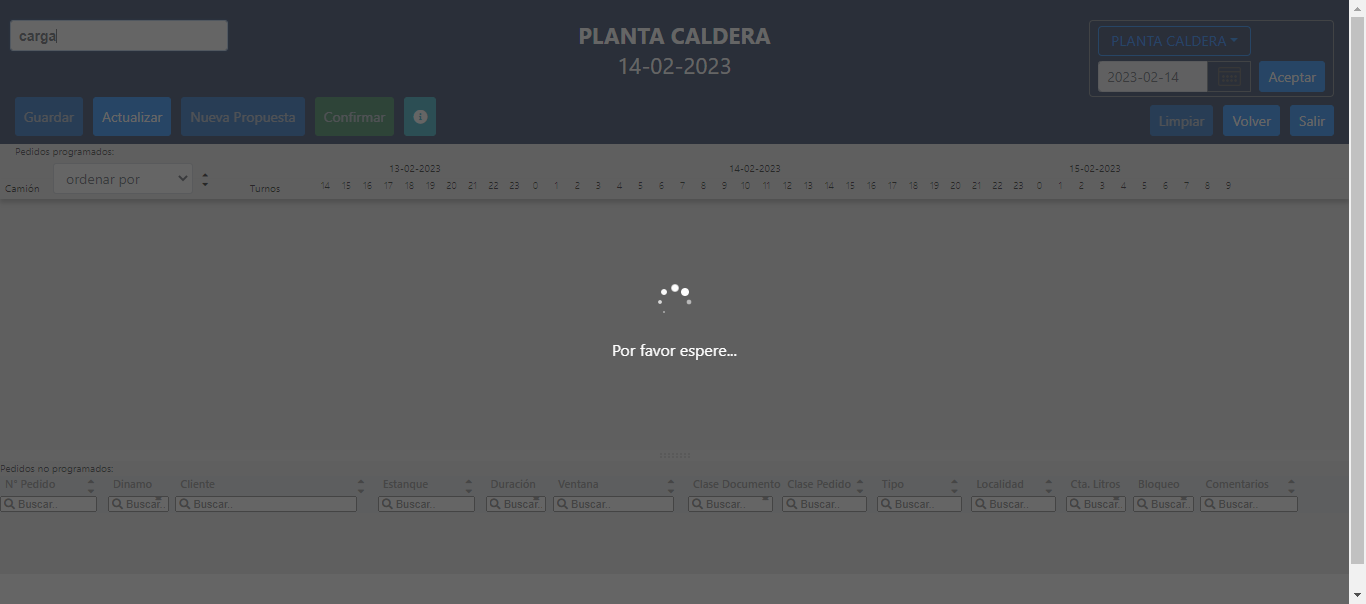 carga
PLANTA CALDERA
14-02-2023
PLANTA CALDERA
2023-02-14
Aceptar
Guardar Actualizar Nueva Propuesta Confirmar
Limpiar Volver Salir
Pedidos programados:
13-02-2023 14-02-2023 15-02-2023
Camión ordenar por Turnos 14 15 16 17 18 19 20 21 22 23 0 1 2 3 4 5 6 7 8 9 10 11 12 13 14 15 16 17 18 19 20 21 22 23 0 1 2 3 4 5 6 7 8 9
Por favor espere...
Pedidos no programados:
N° Pedido Dinamo Cliente Estanque Duración Ventana Clase Documento Clase Pedido Tipo Localidad Cta. Litros Bloqueo Comentarios
Buscar.. Buscar.. Buscar.. Buscar.. Buscar.. Buscar.. Buscar.. Buscar.. Buscar.. Buscar.. Buscar.. Buscar.. Buscar..